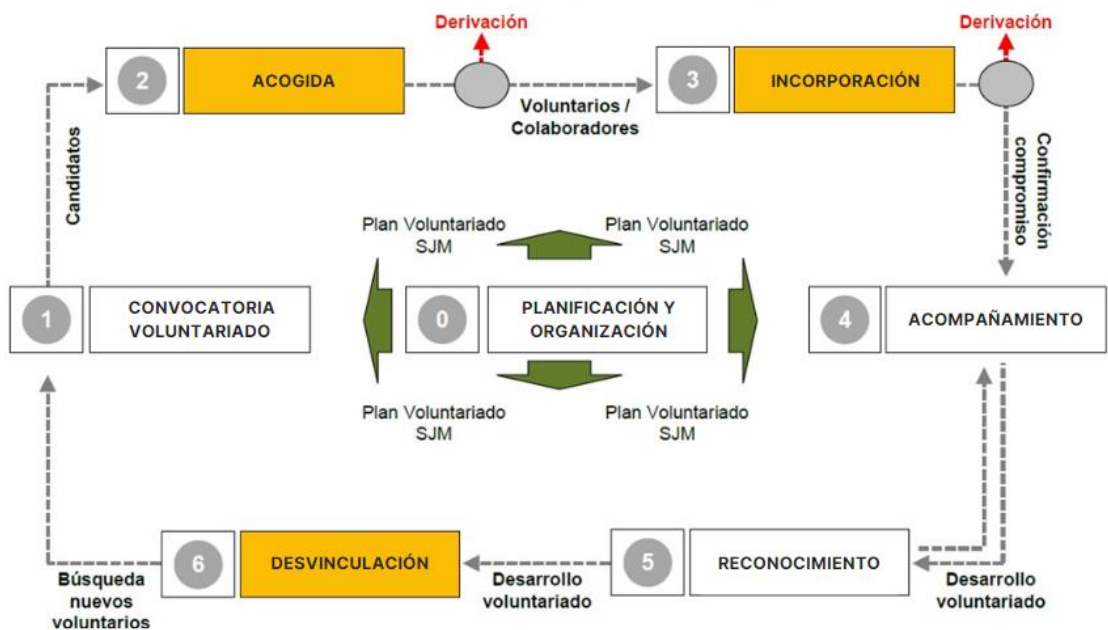 Derivación
Derivación
2
ACOGIDA
3
INCORPORACIÓN
Voluntarios /
Colaboradores
Candidatos
Confirmación
compromiso
Plan Voluntariado
SJM
Plan Voluntariado
SJM
1
CONVOCATORIA
VOLUNTARIADO
0
PLANIFICACIÓN Y
ORGANIZACIÓN
4
ACOMPAÑAMIENTO
Plan Voluntariado
SJM
Plan Voluntariado
SJM
6
DESVINCULACIÓN
5
RECONOCIMIENTO
Búsqueda
nuevos
voluntarios
Desarrollo
voluntariado
Desarrollo
voluntariado